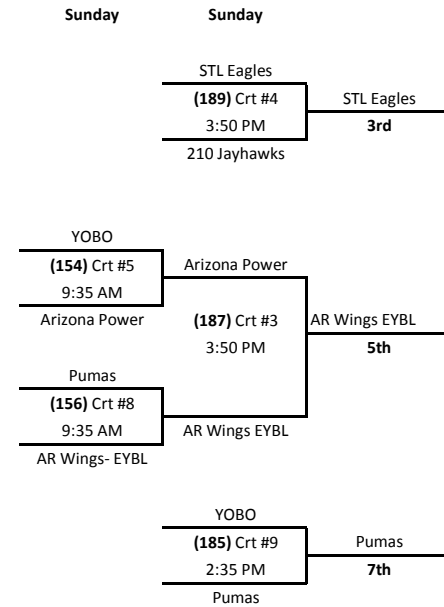 Sunday Sunday
STL Eagles
(189) Crt #4 STL Eagles
3:50 PM 3rd
210 Jayhawks
YOBO
(154) Crt #5 Arizona Power
9:35 AM
Arizona Power (187) Crt #3 AR Wings EYBL
3:50 PM 5th
Pumas
(156) Crt #8
9:35 AM AR Wings EYBL
AR Wings- EYBL
YOBO
(185) Crt #9 Pumas
2:35 PM 7th
Pumas